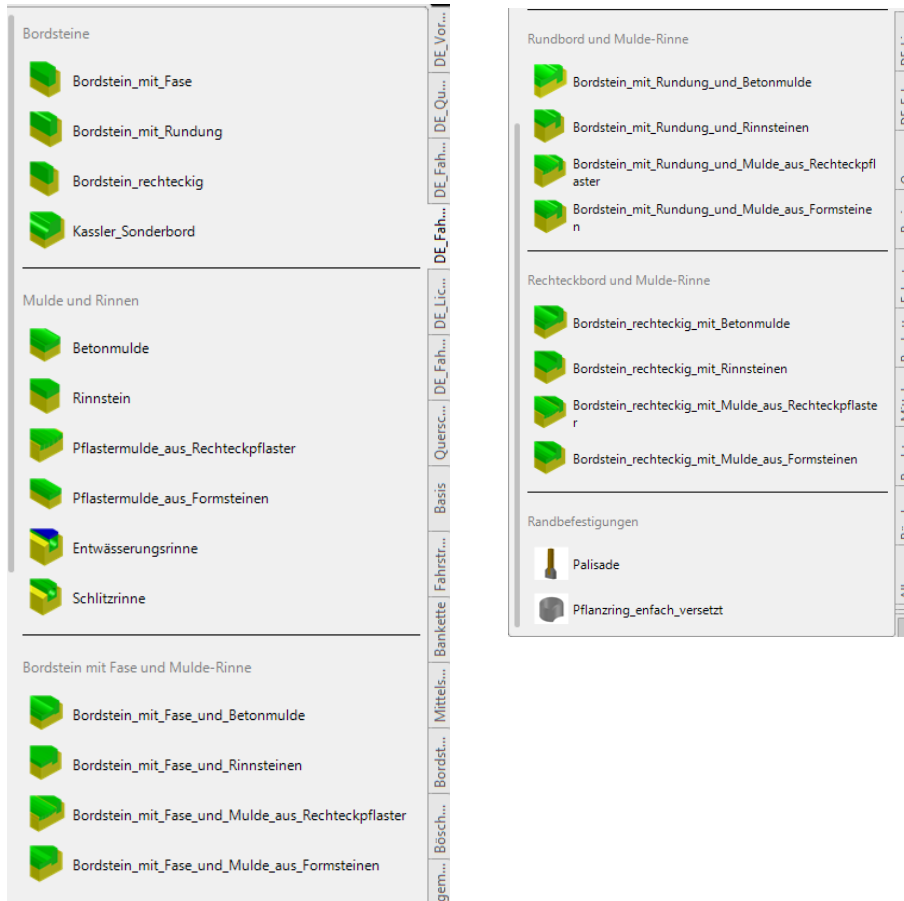 Bordsteine
Bordstein_mit_Fase
Bordstein_mit_Rundung
Bordstein_rechteckig
Kassler_Sonderbord
Mulde und Rinnen
Betonmulde
Rinnstein
Pflastermulde_aus_Rechteckpflaster
Pflastermulde_aus_Formsteinen
Entwässerungsrinne
Schlitzrinne
Bordstein mit Fase und Mulde-Rinne
Bordstein_mit_Fase_und_Betonmulde
Bordstein_mit_Fase_und_Rinnsteinen
Bordstein_mit_Fase_und_Mulde_aus_Rechteckpflaster
Bordstein_mit_Fase_und_Mulde_aus_Formsteinen
DE_Vor...
DE_Qu...
DE_Fah...
DE_Fah...
DE_Lic...
DE_Fah...
Quersc...
Basis
Fahrstr...
Bankette
Mittels...
Bordst...
Bösch...
gem...
Rundbord und Mulde-Rinne
Bordstein_mit_Rundung_und_Betonmulde
Bordstein_mit_Rundung_und_Rinnsteinen
Bordstein_mit_Rundung_und_Mulde_aus_Rechteckpfl
aster
Bordstein_mit_Rundung_und_Mulde_aus_Formsteine
n
Rechteckbord und Mulde-Rinne
Bordstein_rechteckig_mit_Betonmulde
Bordstein_rechteckig_mit_Rinnsteinen
Bordstein_rechteckig_mit_Mulde_aus_Rechteckpflaste
r
Bordstein_rechteckig_mit_Mulde_aus_Formsteinen
Randbefestigungen
Palisade
Pflanzring_enfach_versetzt